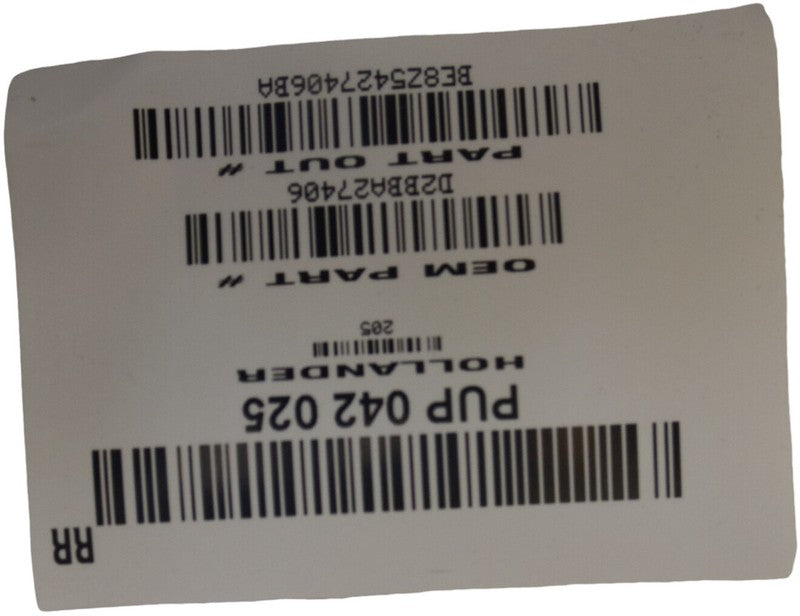 RR
PUP 042 025
HOLLANDER
205
OEM PART #
D2BBA27406
PART OUT #
BE8Z5427406BA